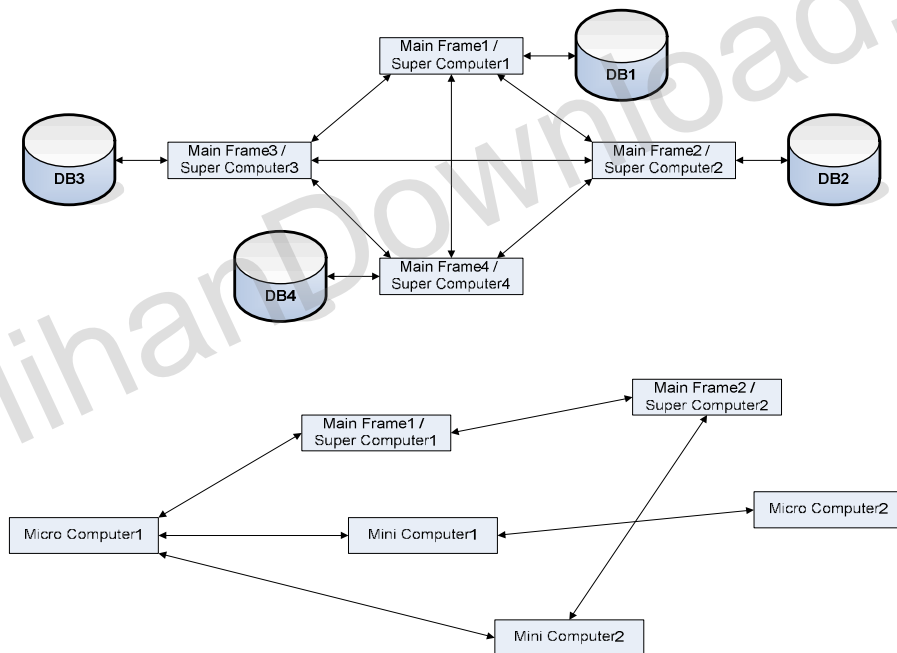 Main Frame1 /
Super Computer1
DB1
Main Frame3 /
Super Computer3
Main Frame2 /
Super Computer2
DB3
DB2
Main Frame4 /
Super Computer4
DB4
Main Frame2 /
Super Computer2
Main Frame1 /
Super Computer1
Micro Computer2
Micro Computer1
Mini Computer1
Mini Computer2
lihanDownload.